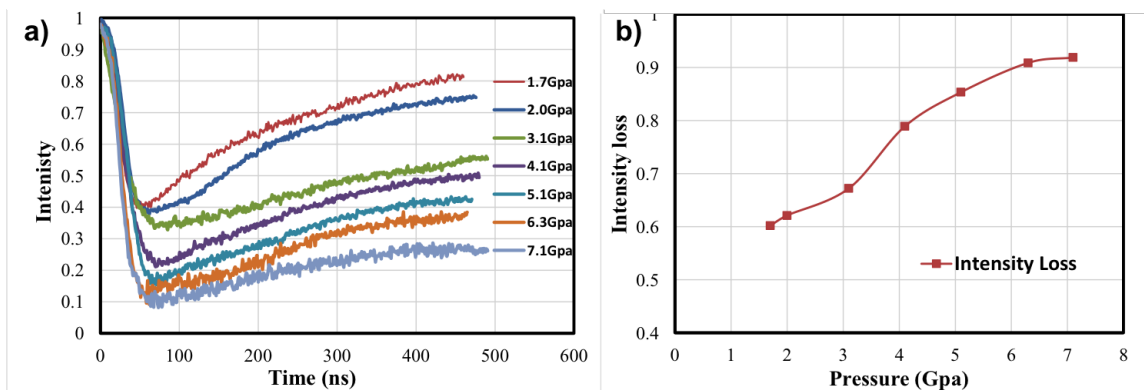 a)
1
0.9
0.8
0.7
0.6
0.5
0.4
0.3
0.2
0.1
0
Intenisty
0 100 200 300 400 500 600
Time (ns)
1.7Gpa
2.0Gpa
3.1Gpa
4.1Gpa
5.1Gpa
6.3Gpa
7.1Gpa
b)
1
0.9
0.8
0.7
0.6
0.5
0.4
Intensity loss
Intensity Loss
0 1 2 3 4 5 6 7 8
Pressure (Gpa)